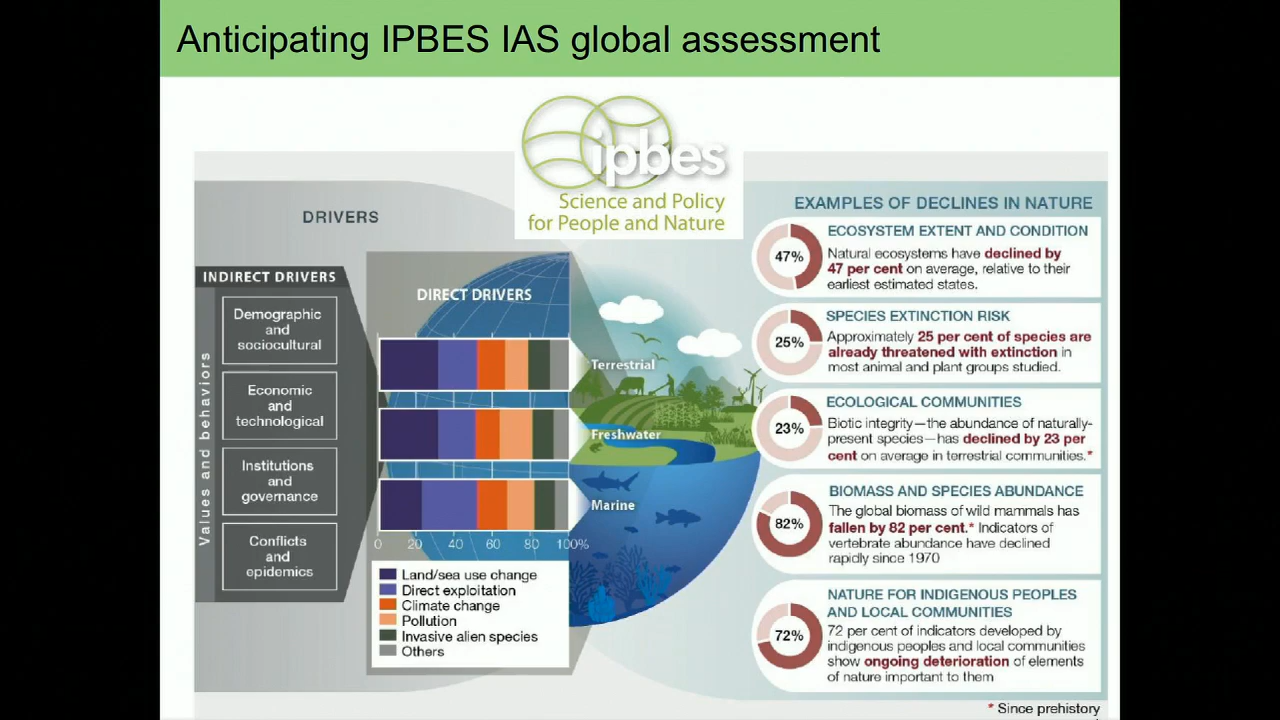 Anticipating IPBES IAS global assessment
ipbes
Science and Policy
for People and Nature
DRIVERS
INDIRECT DRIVERS
Values and behaviors
Demographic
and
sociocultural
Economic
and
technological
Institutions
and
governance
Conflicts
and
epidemics
DIRECT DRIVERS
Terrestrial
Freshwater
Marine
0 20 40 60 80 100%
Land/sea use change
Direct exploitation
Climate change
Pollution
Invasive alien species
Others
EXAMPLES OF DECLINES IN NATURE
47%
ECOSYSTEM EXTENT AND CONDITION
Natural ecosystems have declined by
47 per cent on average, relative to their
earliest estimated states.
25%
SPECIES EXTINCTION RISK
Approximately 25 per cent of species are
already threatened with extinction in
most animal and plant groups studied.
23%
ECOLOGICAL COMMUNITIES
Biotic integrity—the abundance of naturally-
present species—has declined by 23 per
cent on average in terrestrial communities.*
82%
BIOMASS AND SPECIES ABUNDANCE
The global biomass of wild mammals has
fallen by 82 per cent.* Indicators of
vertebrate abundance have declined
rapidly since 1970
72%
NATURE FOR INDIGENOUS PEOPLES
AND LOCAL COMMUNITIES
72 per cent of indicators developed by
indigenous peoples and local communities
show ongoing deterioration of elements
of nature important to them
* Since prehistory